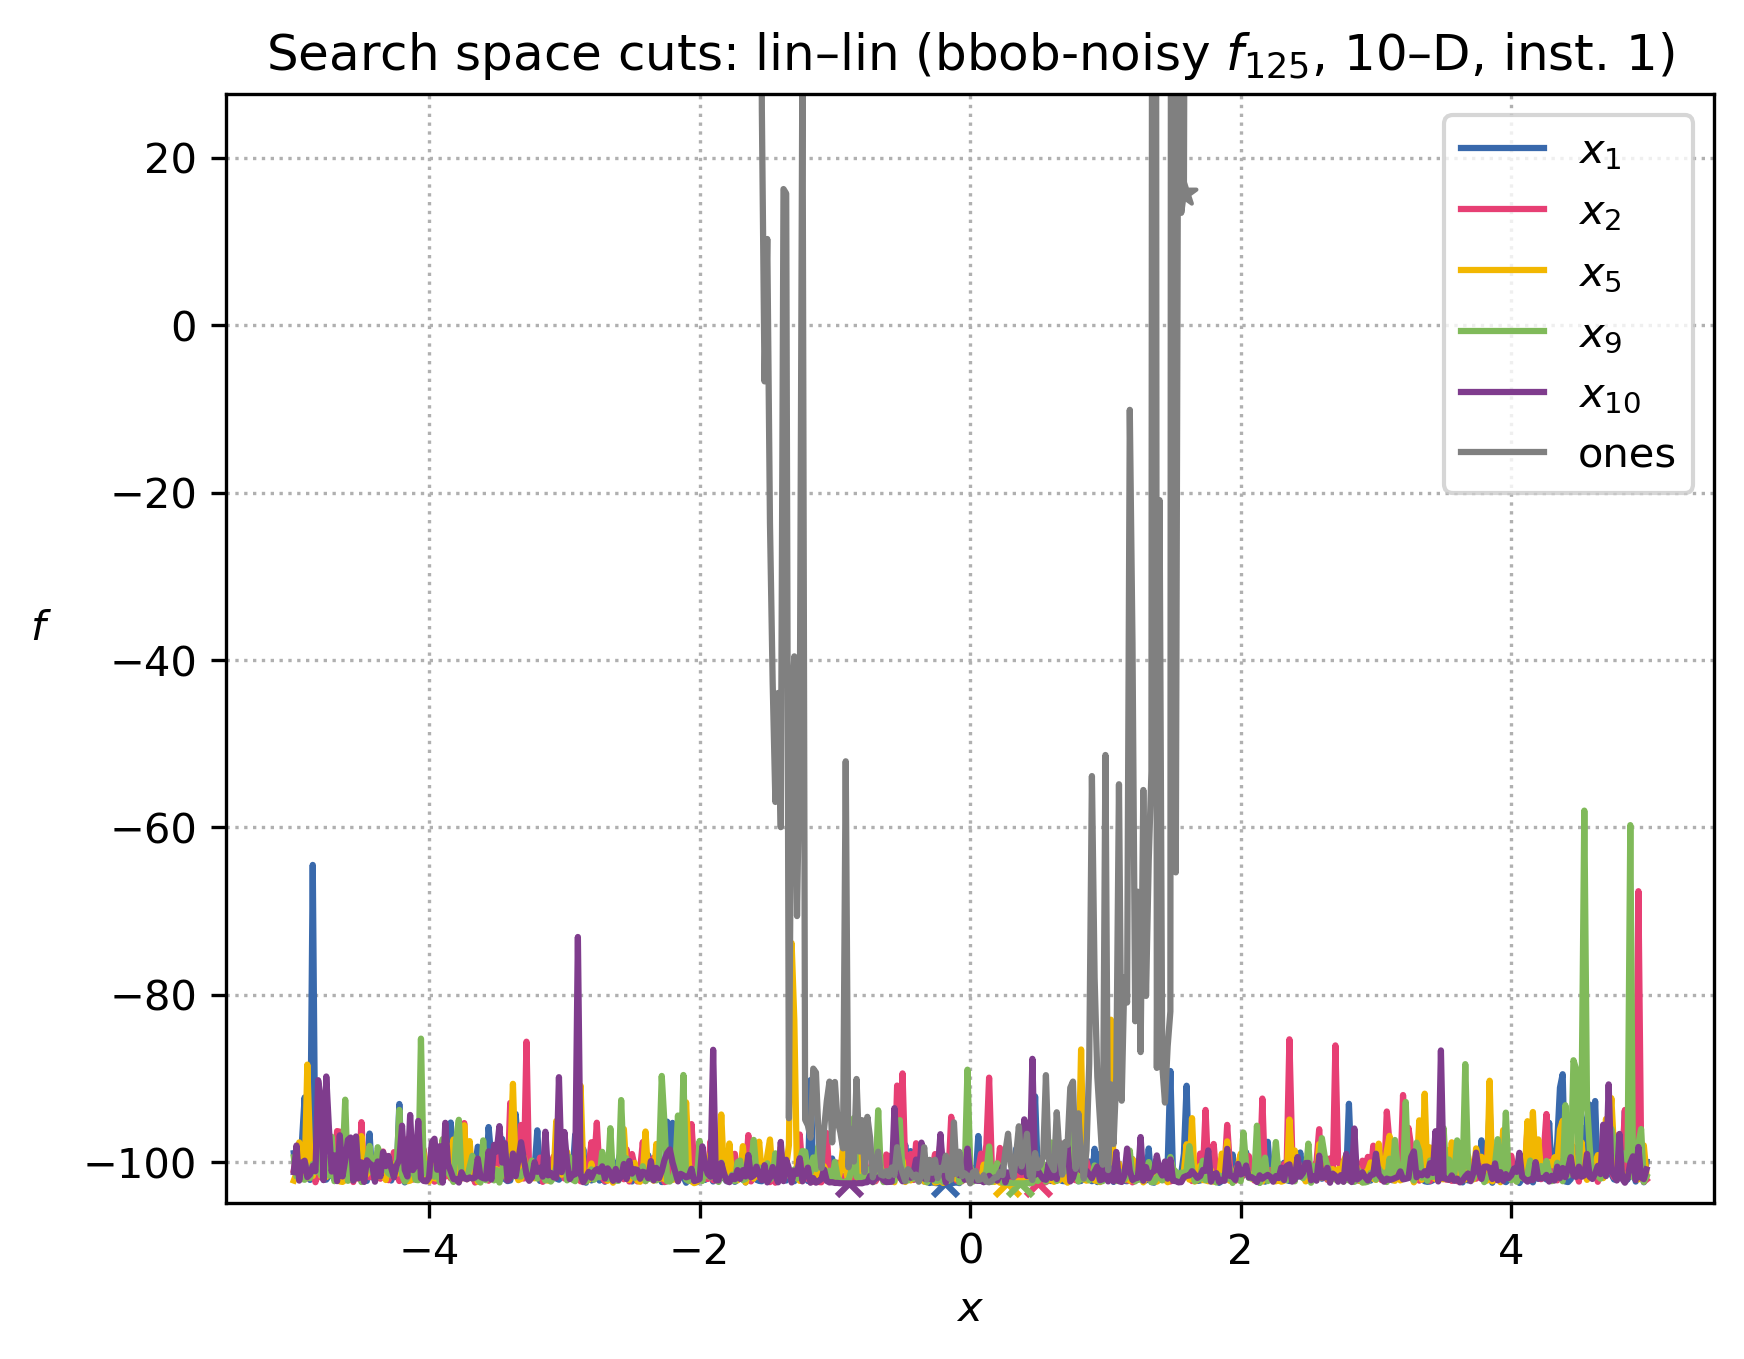 Search space cuts: lin–lin (bbob-noisy f125, 10–D, inst. 1)
20
0
−20
−40
−60
−80
−100
f
x1
x2
x5
x9
x10
ones
−4
−2
0
2
4
x